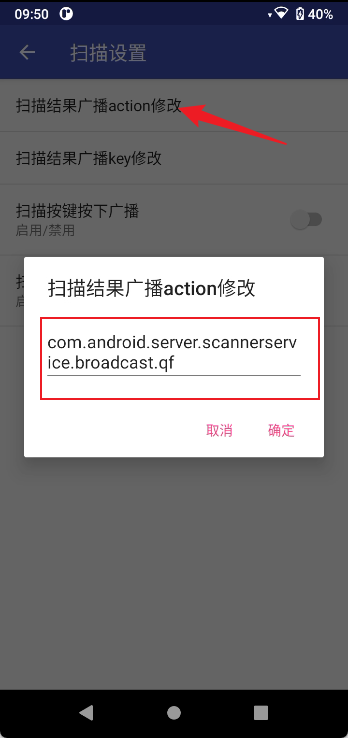 09:50 40%
扫描设置
扫描结果广播action修改
扫描结果广播key修改
扫描按键按下广播
启用/禁用
扫描结果广播action修改
com.android.server.scannerserv
ice.broadcast.qf
取消 确定